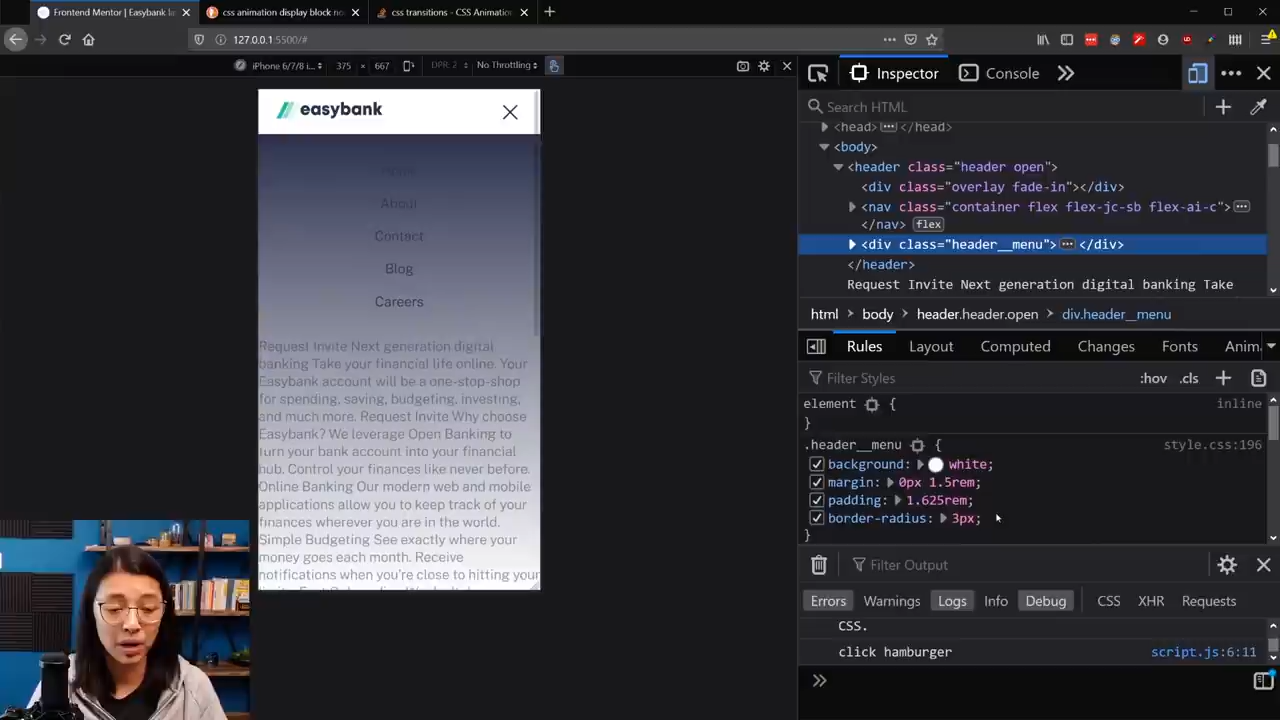 Frontend Mentor | Easybank la
css animation display block no
css transitions - CSS Animation
127.0.0.1:5500/#
iPhone 6/7/8 i...
375 × 667
DPR: 2
No Throttling
Inspector
Console
easybank
Home
About
Contact
Blog
Careers
Request Invite Next generation digital
banking Take your financial life online. Your
Easybank account will be a one-stop-shop
for spending, saving, budgeting, investing,
and much more. Request Invite Why choose
Easybank? We leverage Open Banking to
turn your bank account into your financial
hub. Control your finances like never before.
Online Banking Our modern web and mobile
applications allow you to keep track of your
finances wherever you are in the world.
Simple Budgeting See exactly where your
money goes each month. Receive
notifications when you're close to hitting your
Search HTML
<head> </head>
<body>
<header class="header open">
<div class="overlay fade-in"></div>
<nav class="container flex flex-jc-sb flex-ai-c">
</nav> flex
<div class="header__menu"> </div>
</header>
Request Invite Next generation digital banking Take
html
body
header.header.open
div.header__menu
Rules
Layout
Computed
Changes
Fonts
Anim
Filter Styles
:hov
.cls
element {
inline
}
.header__menu {
style.css:196
background: white;
margin: 0px 1.5rem;
padding: 1.625rem;
border-radius: 3px;
}
Filter Output
Errors
Warnings
Logs
Info
Debug
CSS
XHR
Requests
CSS.
click hamburger
script.js:6:11